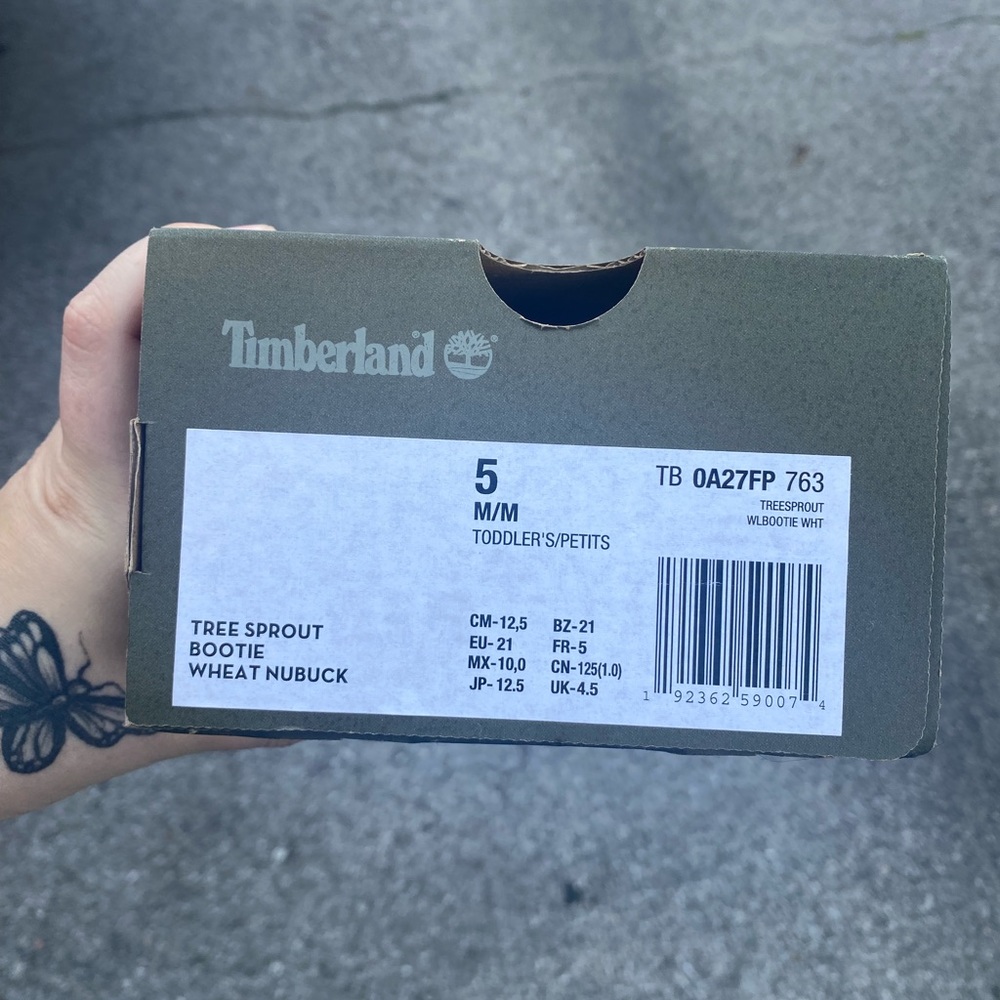 Timberland®
5
M/M
TODDLER'S/PETITS
TB 0A27FP 763
TREESPROUT
WLBOOTIE WHT
TREE SPROUT
BOOTIE
WHEAT NUBUCK
CM-12,5 BZ-21
EU-21 FR-5
MX-10,0 CN-125(1.0)
JP-12.5 UK-4.5
1 92362 59007 4